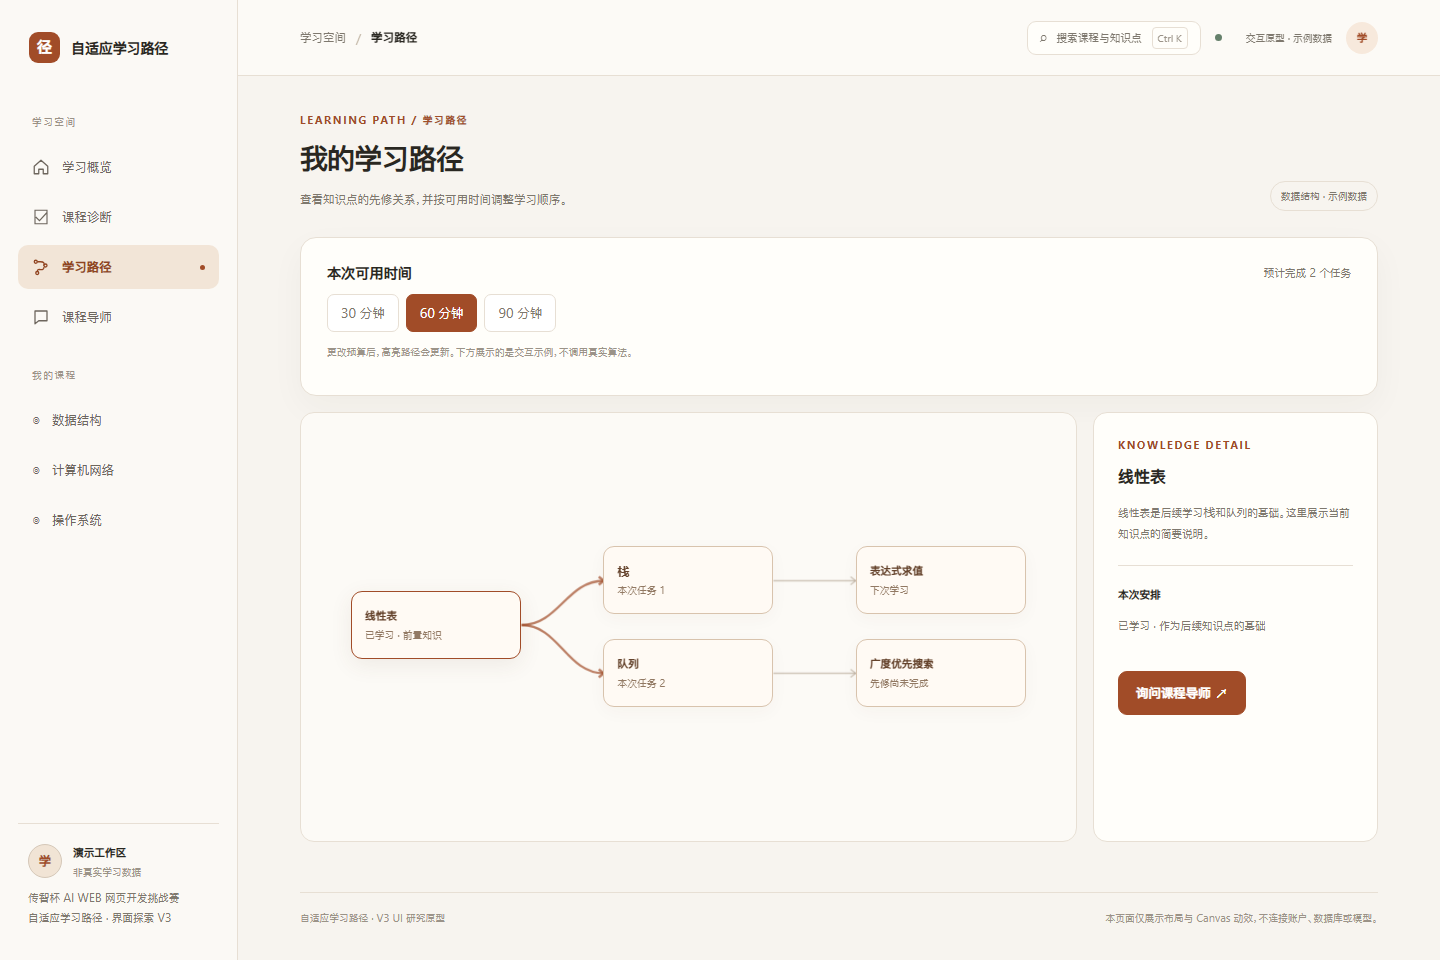 径 自适应学习路径
学习空间
学习概览
课程诊断
学习路径
课程导师
我的课程
数据结构
计算机网络
操作系统
学
演示工作区
非真实学习数据
传智杯 AI WEB 网页开发挑战赛
自适应学习路径 · 界面探索 V3
学习空间 / 学习路径
搜索课程与知识点 Ctrl K
交互原型 · 示例数据
学
LEARNING PATH / 学习路径
我的学习路径
查看知识点的先修关系，并按可用时间调整学习顺序。
数据结构 · 示例数据
本次可用时间
预计完成 2 个任务
30 分钟 60 分钟 90 分钟
更改预算后，高亮路径会更新。下方展示的是交互示例，不调用真实算法。
线性表
已学习 · 前置知识
栈
本次任务 1
队列
本次任务 2
表达式求值
下次学习
广度优先搜索
先修尚未完成
KNOWLEDGE DETAIL
线性表
线性表是后续学习栈和队列的基础。这里展示当前
知识点的简要说明。
本次安排
已学习 · 作为后续知识点的基础
询问课程导师 ↗
自适应学习路径 · V3 UI 研究原型
本页面仅展示布局与 Canvas 动效，不连接账户、数据库或模型。